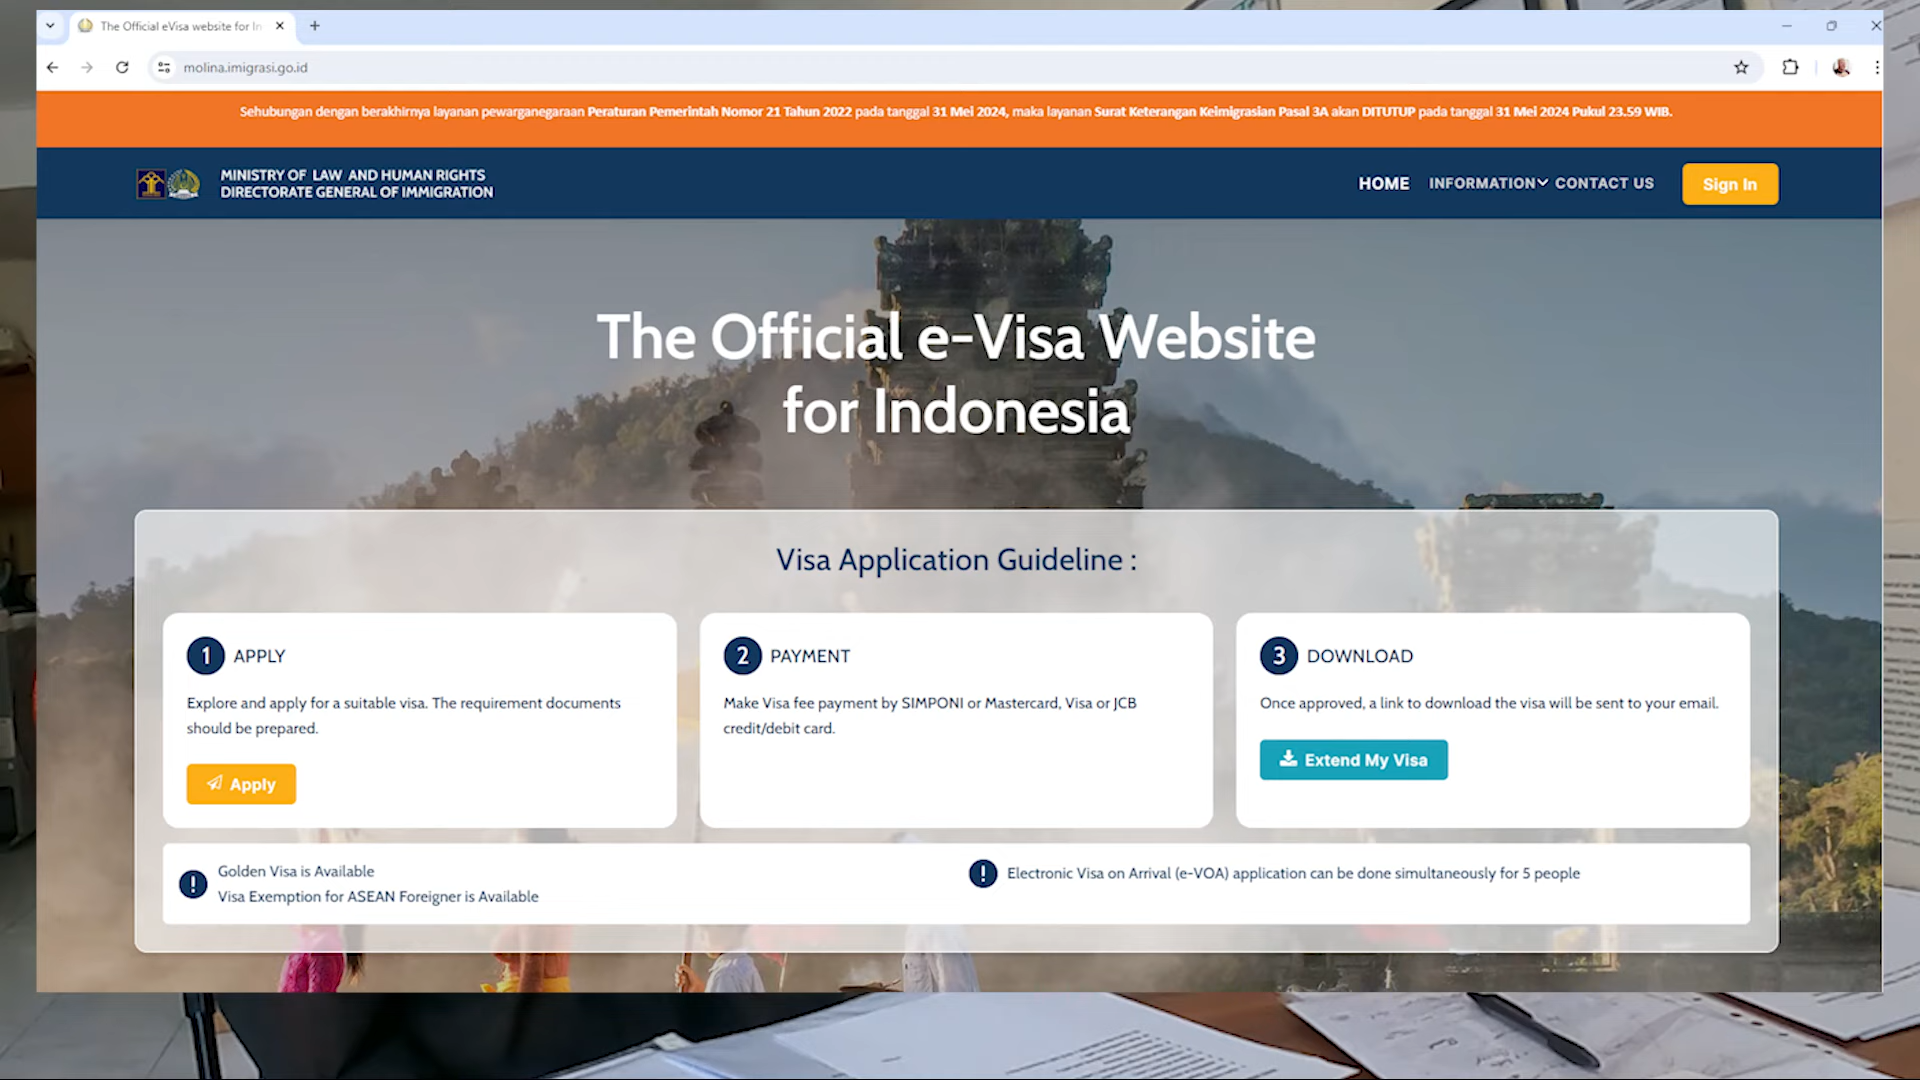 The Official eVisa website for In
molina.imigrasi.go.id
Sehubungan dengan berakhirnya layanan pewarganegaraan Peraturan Pemerintah Nomor 21 Tahun 2022 pada tanggal 31 Mei 2024, maka layanan Surat Keterangan Keimigrasian Pasal 3A akan DITUTUP pada tanggal 31 Mei 2024 Pukul 23.59 WIB.
MINISTRY OF LAW AND HUMAN RIGHTS
DIRECTORATE GENERAL OF IMMIGRATION
HOME INFORMATION CONTACT US Sign In
The Official e-Visa Website
for Indonesia
Visa Application Guideline :
1 APPLY
Explore and apply for a suitable visa. The requirement documents
should be prepared.
Apply
2 PAYMENT
Make Visa fee payment by SIMPONI or Mastercard, Visa or JCB
credit/debit card.
3 DOWNLOAD
Once approved, a link to download the visa will be sent to your email.
Extend My Visa
! Golden Visa is Available
Visa Exemption for ASEAN Foreigner is Available
! Electronic Visa on Arrival (e-VOA) application can be done simultaneously for 5 people